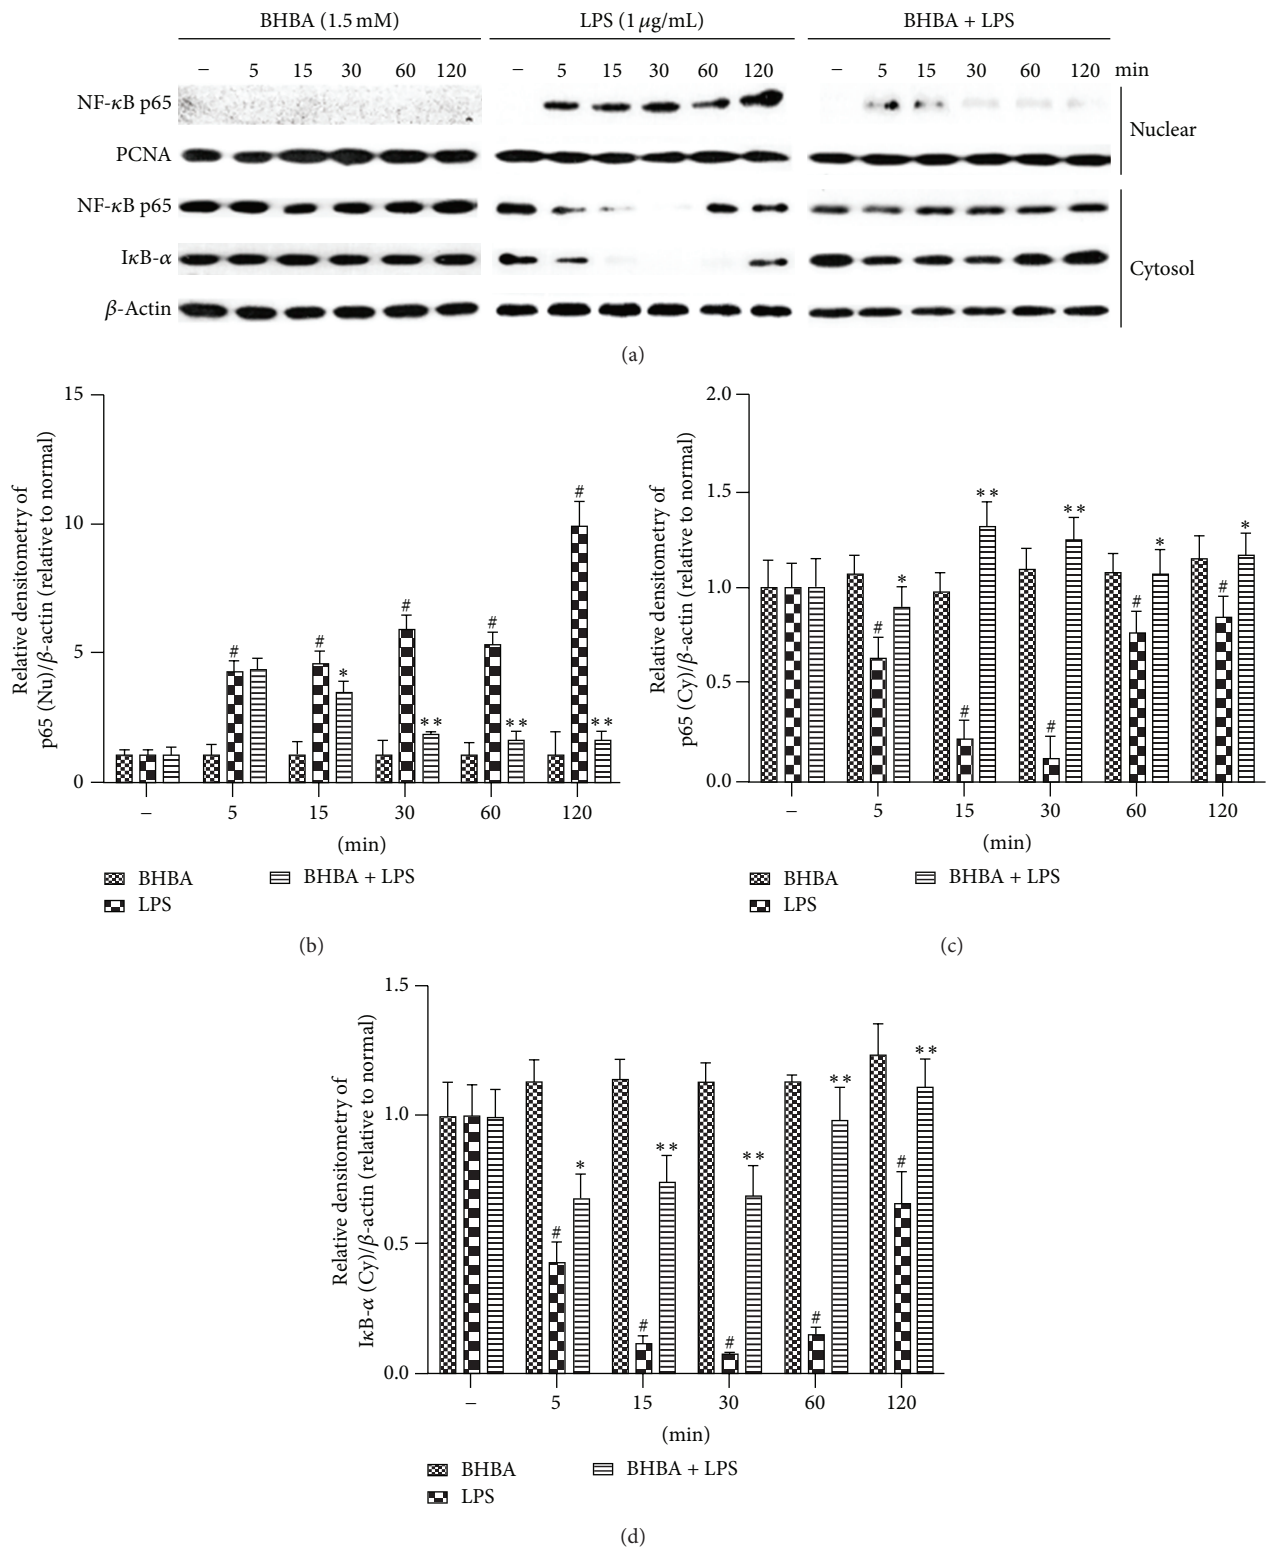 BHBA (1.5 mM) LPS (1 μg/mL) BHBA + LPS
− 5 15 30 60 120 − 5 15 30 60 120 − 5 15 30 60 120 min
NF-κB p65
PCNA
Nuclear
NF-κB p65
IκB-α
β-Actin
Cytosol
(a)
15
10
5
0
Relative densitometry of
p65 (Nu)/β-actin (relative to normal)
# # * # ** # ** # **
− 5 15 30 60 120
(min)
BHBA BHBA + LPS
LPS
(b)
2.0
1.5
1.0
0.5
0.0
Relative densitometry of
p65 (Cy)/β-actin (relative to normal)
# * # ** # ** # * # *
− 5 15 30 60 120
(min)
BHBA BHBA + LPS
LPS
(c)
1.5
1.0
0.5
0.0
Relative densitometry of
IκB-α (Cy)/β-actin (relative to normal)
# * # ** # ** # ** # **
− 5 15 30 60 120
(min)
BHBA BHBA + LPS
LPS
(d)